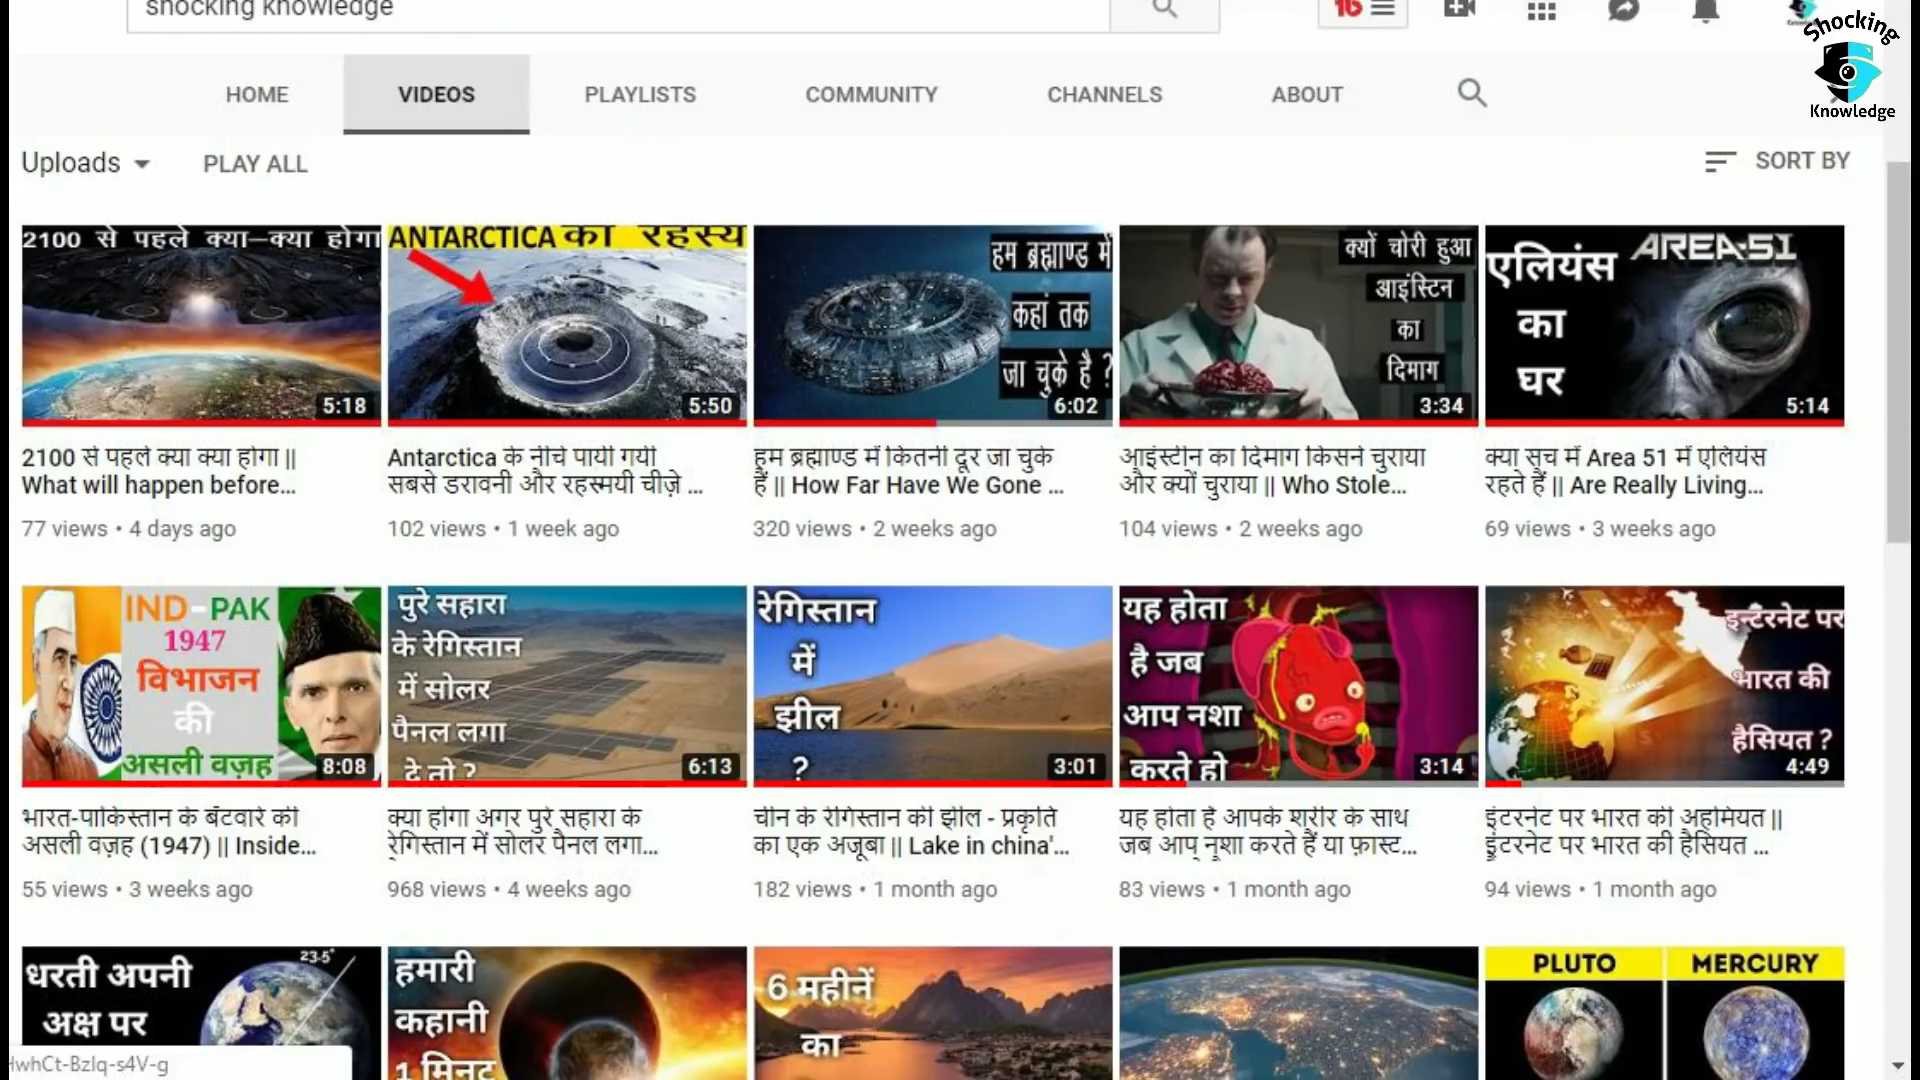 shocking knowledge
Shocking
Knowledge
HOME VIDEOS PLAYLISTS COMMUNITY CHANNELS ABOUT
Uploads PLAY ALL SORT BY
2100 से पहले क्या-क्या होगा
5:18
ANTARCTICA का रहस्य
5:50
हम ब्रह्माण्ड में
कहां तक
जा चुके है ?
6:02
क्यों चोरी हुआ
आइंस्टिन
का
दिमाग
3:34
एलियंस
का
घर
AREA-51
5:14
2100 से पहले क्या क्या होगा ||
What will happen before...
77 views • 4 days ago
Antarctica के नीचे पायी गयी
सबसे डरावनी और रहस्मयी चीज़े ...
102 views • 1 week ago
हम ब्रह्माण्ड में कितनी दूर जा चुके
हैं || How Far Have We Gone ...
320 views • 2 weeks ago
आइंस्टीन का दिमाग किसने चुराया
और क्यों चुराया || Who Stole...
104 views • 2 weeks ago
क्या सच में Area 51 में एलियंस
रहते हैं || Are Really Living...
69 views • 3 weeks ago
IND-PAK
1947
विभाजन
की
असली वज़ह
8:08
पुरे सहारा
के रेगिस्तान
में सोलर
पैनल लगा
दे तो ?
6:13
रेगिस्तान
में
झील
?
3:01
यह होता
है जब
आप नशा
करते हो
3:14
इन्टरनेट पर
भारत की
हैसियत ?
4:49
भारत-पाकिस्तान के बँटवारे की
असली वज़ह (1947) || Inside...
55 views • 3 weeks ago
क्या होगा अगर पुरे सहारा के
रेगिस्तान में सोलर पैनल लगा...
968 views • 4 weeks ago
चीन के रेगिस्तान की झील - प्रकृति
का एक अजूबा || Lake in china'...
182 views • 1 month ago
यह होता है आपके शरीर के साथ
जब आप नशा करते हैं या फ़ास्ट...
83 views • 1 month ago
इंटरनेट पर भारत की अहमियत ||
इंटरनेट पर भारत की हैसियत ...
94 views • 1 month ago
धरती अपनी
अक्ष पर
23.5°
हमारी
कहानी
1 मिनट
6 महीनें
का
PLUTO MERCURY